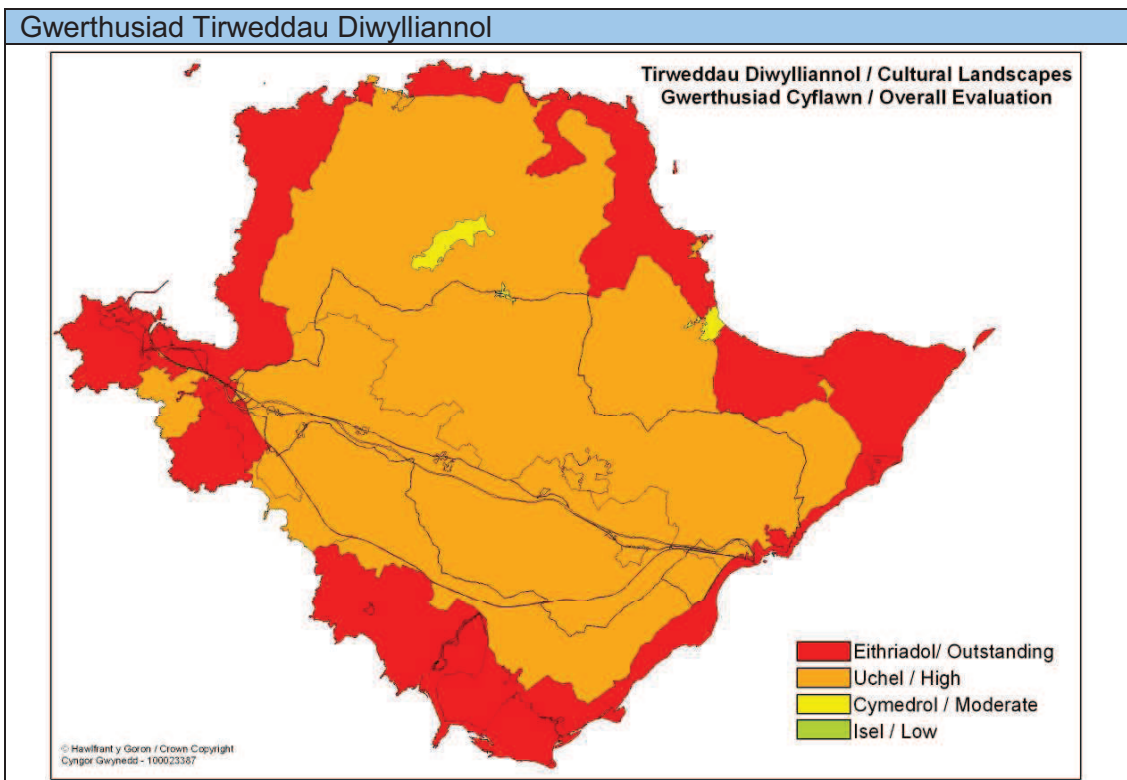 Gwerthusiad Tirweddau Diwylliannol
Tirweddau Diwylliannol / Cultural Landscapes
Gwerthusiad Cyflawn / Overall Evaluation
Eithriadol/ Outstanding
Uchel / High
Cymedrol / Moderate
Isel / Low
© Hawlfraint y Goron / Crown Copyright
Cyngor Gwynedd - 100023387